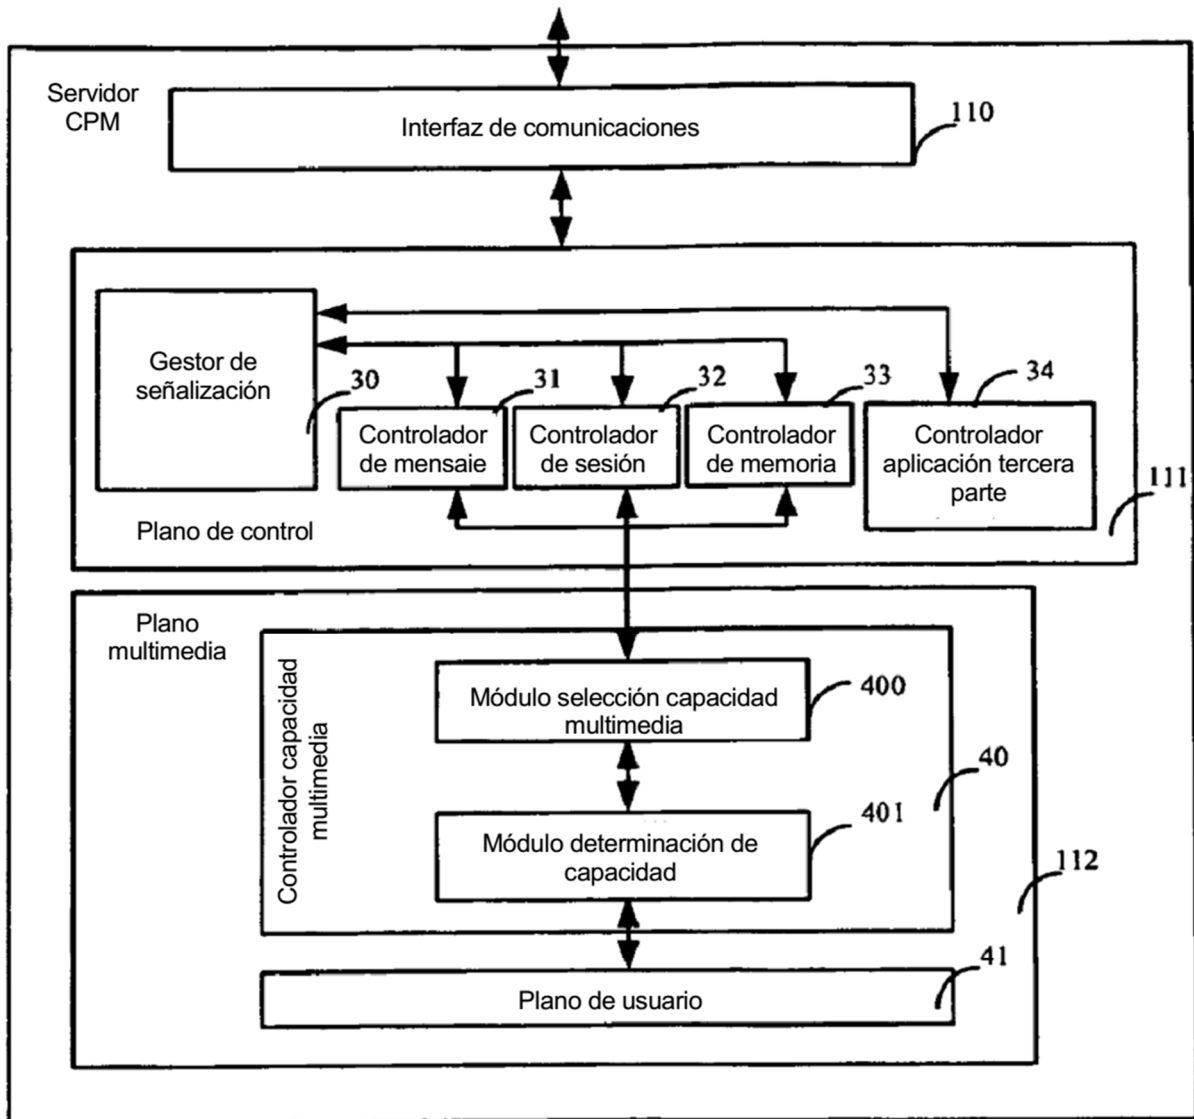 Servidor
CPM
Interfaz de comunicaciones
110
Gestor de
señalización
30
31
32
33
34
Controlador
de mensaie
Controlador
de sesión
Controlador
de memoria
Controlador
aplicación tercera
parte
111
Plano de control
Plano
multimedia
Controlador capacidad
multimedia
Módulo selección capacidad
multimedia
400
40
Módulo determinación de
capacidad
401
112
Plano de usuario
41